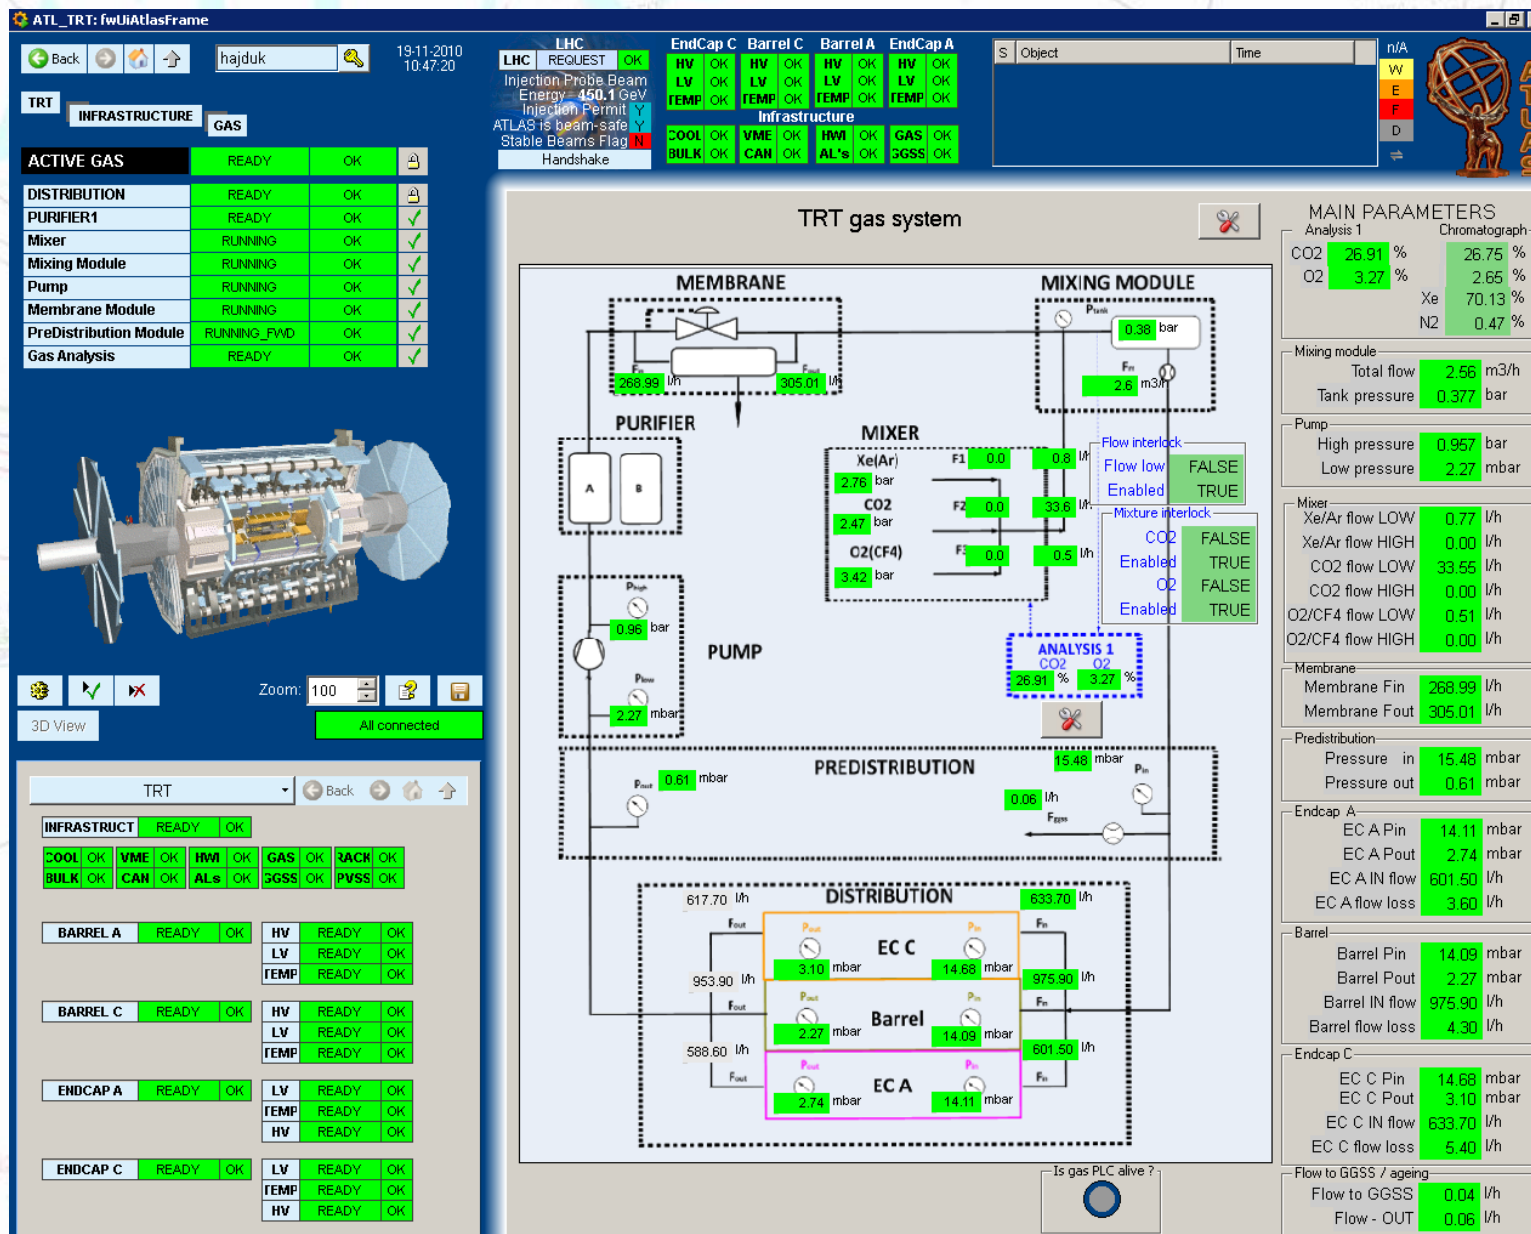 ATL_TRT: fwUiAtlasFrame
Back
hajduk
19-11-2010
10:47:20
TRT
INFRASTRUCTURE
GAS
ACTIVE GAS READY OK
DISTRIBUTION READY OK
PURIFIER1 READY OK
Mixer RUNNING OK
Mixing Module RUNNING OK
Pump RUNNING OK
Membrane Module RUNNING OK
PreDistribution Module RUNNING_FWD OK
Gas Analysis READY OK
LHC
LHC REQUEST OK
Injection Probe Beam
Energy 450.1 GeV
Injection Permit Y
ATLAS is beam-safe Y
Stable Beams Flag N
Handshake
EndCap C Barrel C Barrel A EndCap A
HV OK HV OK HV OK HV OK
LV OK LV OK LV OK LV OK
TEMP OK TEMP OK TEMP OK TEMP OK
Infrastructure
COOL OK VME OK HWI OK GAS OK
BULK OK CAN OK AL's OK GGSS OK
S Object Time
n/A
W
E
F
D
3D View
Zoom: 100
All connected
TRT
Back
INFRASTRUCT READY OK
COOL OK VME OK HWI OK GAS OK RACK OK
BULK OK CAN OK ALs OK GGSS OK PVSS OK
BARREL A READY OK HV READY OK
LV READY OK
TEMP READY OK
BARREL C READY OK HV READY OK
LV READY OK
TEMP READY OK
ENDCAP A READY OK LV READY OK
TEMP READY OK
HV READY OK
ENDCAP C READY OK LV READY OK
TEMP READY OK
HV READY OK
TRT gas system
MEMBRANE
Fin Fout
268.99 l/h 305.01 l/h
MIXING MODULE
Ptank
0.38 bar
Fin
2.6 m3/h
PURIFIER
A B
MIXER
Xe(Ar) F1 0.0 0.8 l/h
2.76 bar
CO2 F2 0.0 33.6 l/h
2.47 bar
O2(CF4) F3 0.0 0.5 l/h
3.42 bar
Flow interlock
Flow low FALSE
Enabled TRUE
Mixture interlock
CO2 FALSE
Enabled TRUE
O2 FALSE
Enabled TRUE
ANALYSIS 1
CO2 O2
26.91 % 3.27 %
PUMP
Phigh
0.96 bar
Plow
2.27 mbar
PREDISTRIBUTION
Pout 0.61 mbar
15.48 mbar Pin
0.06 l/h
Fggss
DISTRIBUTION
617.70 l/h 633.70 l/h
Fout Pout EC C Pin Fin
3.10 mbar 14.68 mbar
953.90 l/h 975.90 l/h
Fout Pout Barrel Pin Fin
2.27 mbar 14.09 mbar
588.60 l/h 601.50 l/h
Fout Pout EC A Pin Fin
2.74 mbar 14.11 mbar
Is gas PLC alive ?
MAIN PARAMETERS
Analysis 1 Chromatograph
CO2 26.91 % 26.75 %
O2 3.27 % 2.65 %
Xe 70.13 %
N2 0.47 %
Mixing module
Total flow 2.56 m3/h
Tank pressure 0.377 bar
Pump
High pressure 0.957 bar
Low pressure 2.27 mbar
Mixer
Xe/Ar flow LOW 0.77 l/h
Xe/Ar flow HIGH 0.00 l/h
CO2 flow LOW 33.55 l/h
CO2 flow HIGH 0.00 l/h
O2/CF4 flow LOW 0.51 l/h
O2/CF4 flow HIGH 0.00 l/h
Membrane
Membrane Fin 268.99 l/h
Membrane Fout 305.01 l/h
Predistribution
Pressure in 15.48 mbar
Pressure out 0.61 mbar
Endcap A
EC A Pin 14.11 mbar
EC A Pout 2.74 mbar
EC A IN flow 601.50 l/h
EC A flow loss 3.60 l/h
Barrel
Barrel Pin 14.09 mbar
Barrel Pout 2.27 mbar
Barrel IN flow 975.90 l/h
Barrel flow loss 4.30 l/h
Endcap C
EC C Pin 14.68 mbar
EC C Pout 3.10 mbar
EC C IN flow 633.70 l/h
EC C flow loss 5.40 l/h
Flow to GGSS / ageing
Flow to GGSS 0.04 l/h
Flow - OUT 0.06 l/h